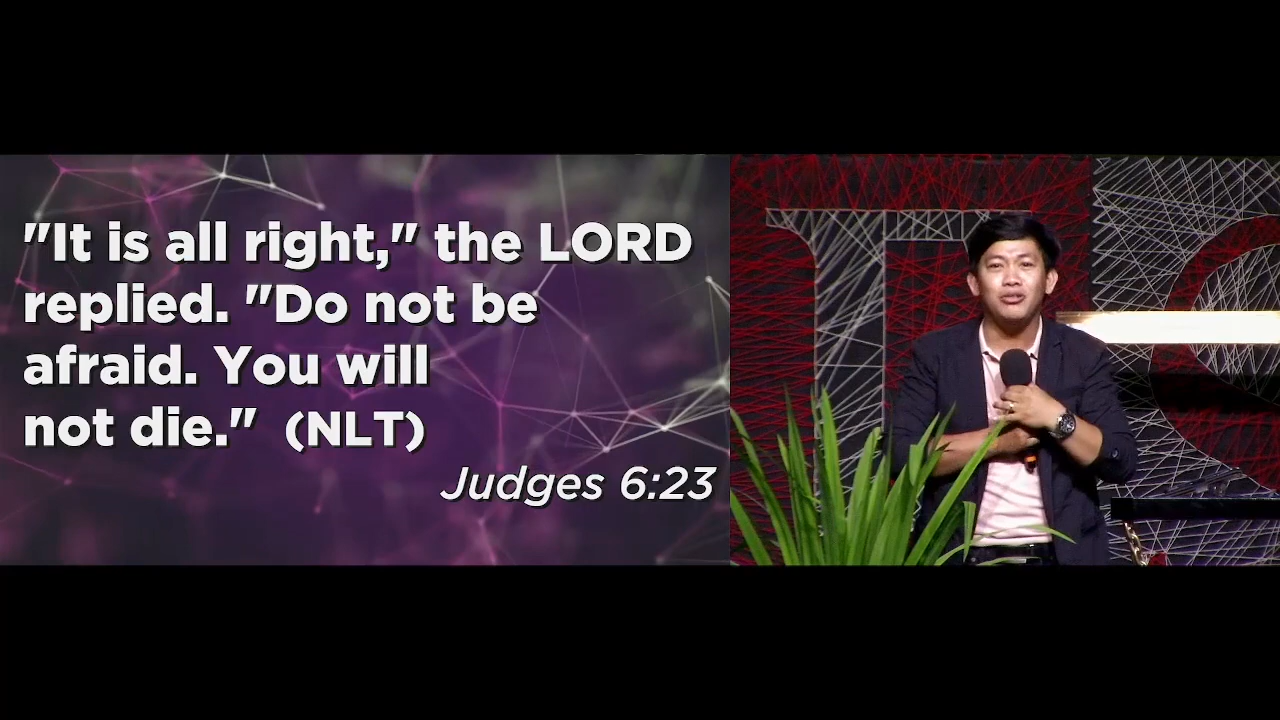 "It is all right," the LORD
replied. "Do not be
afraid. You will
not die." (NLT)
Judges 6:23